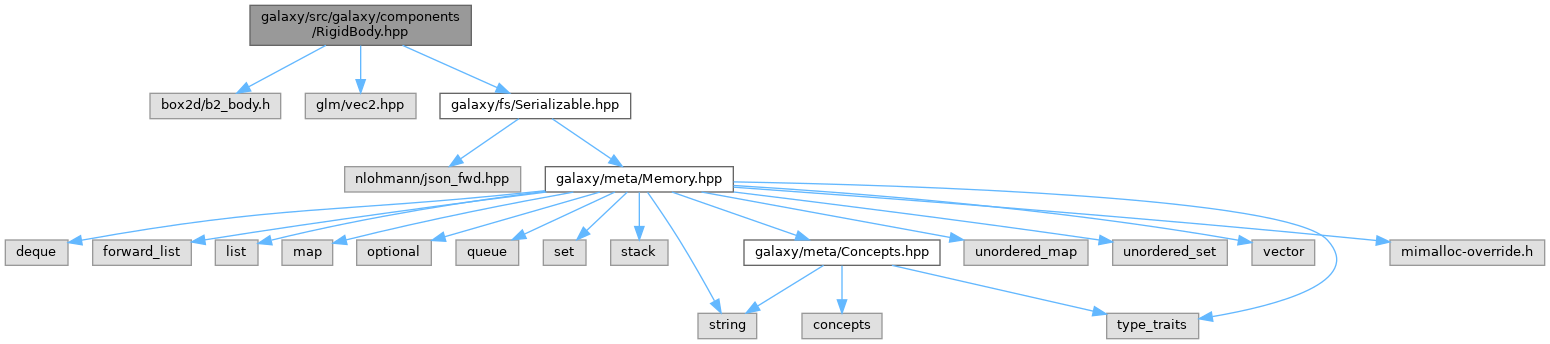 galaxy/src/galaxy/components
/RigidBody.hpp
box2d/b2_body.h
glm/vec2.hpp
galaxy/fs/Serializable.hpp
nlohmann/json_fwd.hpp
galaxy/meta/Memory.hpp
deque
forward_list
list
map
optional
queue
set
stack
galaxy/meta/Concepts.hpp
unordered_map
unordered_set
vector
mimalloc-override.h
string
concepts
type_traits